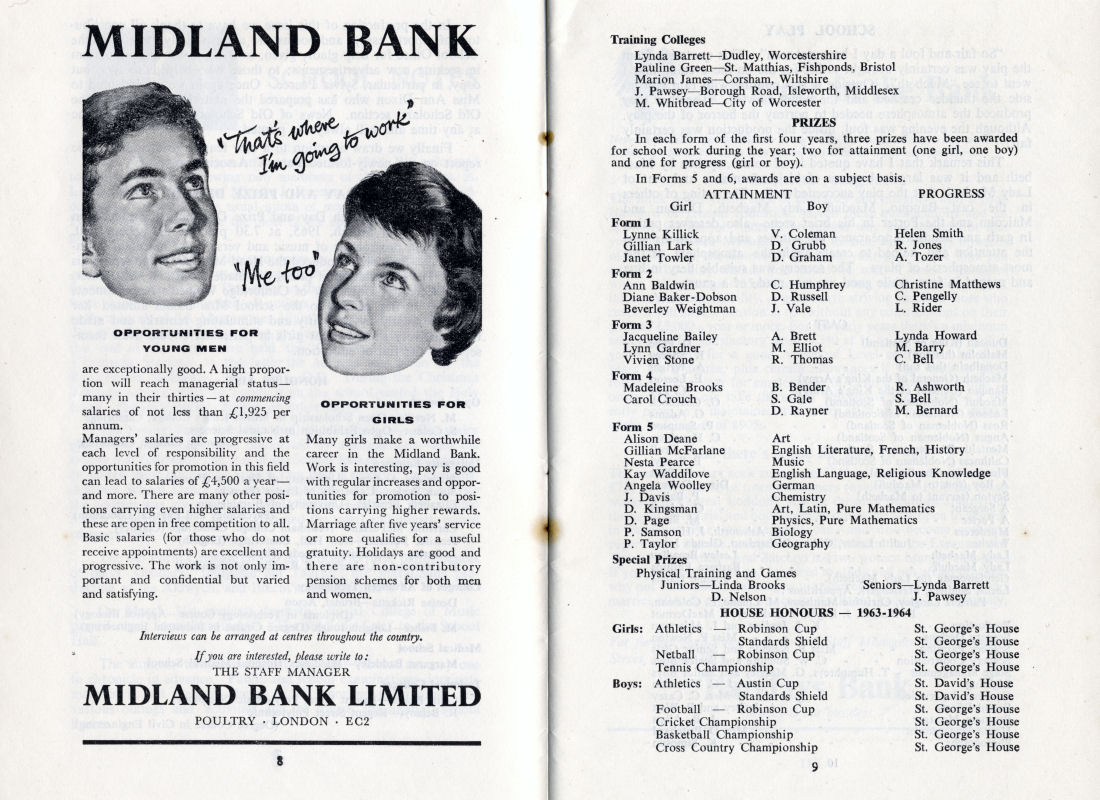 MIDLAND BANK
"That's where
I'm going to work"
"Me too"
OPPORTUNITIES FOR
YOUNG MEN
are exceptionally good. A high propor-
tion will reach managerial status—
many in their thirties — at commencing
salaries of not less than £1,925 per
annum.
Managers' salaries are progressive at
each level of responsibility and the
opportunities for promotion in this field
can lead to salaries of £4,500 a year—
and more. There are many other posi-
tions carrying even higher salaries and
these are open in free competition to all.
Basic salaries (for those who do not
receive appointments) are excellent and
progressive. The work is not only im-
portant and confidential but varied
and satisfying.
OPPORTUNITIES FOR
GIRLS
Many girls make a worthwhile
career in the Midland Bank.
Work is interesting, pay is good
with regular increases and oppor-
tunities for promotion to posi-
tions carrying higher rewards.
Marriage after five years' service
or more qualifies for a useful
gratuity. Holidays are good and
there are non-contributory
pension schemes for both men
and women.
Interviews can be arranged at centres throughout the country.
If you are interested, please write to:
THE STAFF MANAGER
MIDLAND BANK LIMITED
POULTRY · LONDON · EC2
8
Training Colleges
Lynda Barrett—Dudley, Worcestershire
Pauline Green—St. Matthias, Fishponds, Bristol
Marion James—Corsham, Wiltshire
J. Pawsey—Borough Road, Isleworth, Middlesex
M. Whitbread—City of Worcester
PRIZES
In each form of the first four years, three prizes have been awarded
for school work during the year; two for attainment (one girl, one boy)
and one for progress (girl or boy).
In Forms 5 and 6, awards are on a subject basis.
ATTAINMENT PROGRESS
Girl Boy
Form 1
Lynne Killick V. Coleman Helen Smith
Gillian Lark D. Grubb R. Jones
Janet Towler D. Graham A. Tozer
Form 2
Ann Baldwin C. Humphrey Christine Matthews
Diane Baker-Dobson D. Russell C. Pengelly
Beverley Weightman J. Vale L. Rider
Form 3
Jacqueline Bailey A. Brett Lynda Howard
Lynn Gardner M. Elliot M. Barry
Vivien Stone R. Thomas C. Bell
Form 4
Madeleine Brooks B. Bender R. Ashworth
Carol Crouch S. Gale S. Bell
D. Rayner M. Bernard
Form 5
Alison Deane Art
Gillian McFarlane English Literature, French, History
Nesta Pearce Music
Kay Waddilove English Language, Religious Knowledge
Angela Woolley German
J. Davis Chemistry
D. Kingsman Art, Latin, Pure Mathematics
D. Page Physics, Pure Mathematics
P. Samson Biology
P. Taylor Geography
Special Prizes
Physical Training and Games
Juniors—Linda Brooks Seniors—Lynda Barrett
D. Nelson J. Pawsey
HOUSE HONOURS — 1963-1964
Girls: Athletics — Robinson Cup St. George's House
Standards Shield St. George's House
Netball — Robinson Cup St. George's House
Tennis Championship St. George's House
Boys: Athletics — Austin Cup St. David's House
Standards Shield St. David's House
Football — Robinson Cup St. George's House
Cricket Championship St. George's House
Basketball Championship St. George's House
Cross Country Championship St. George's House
9